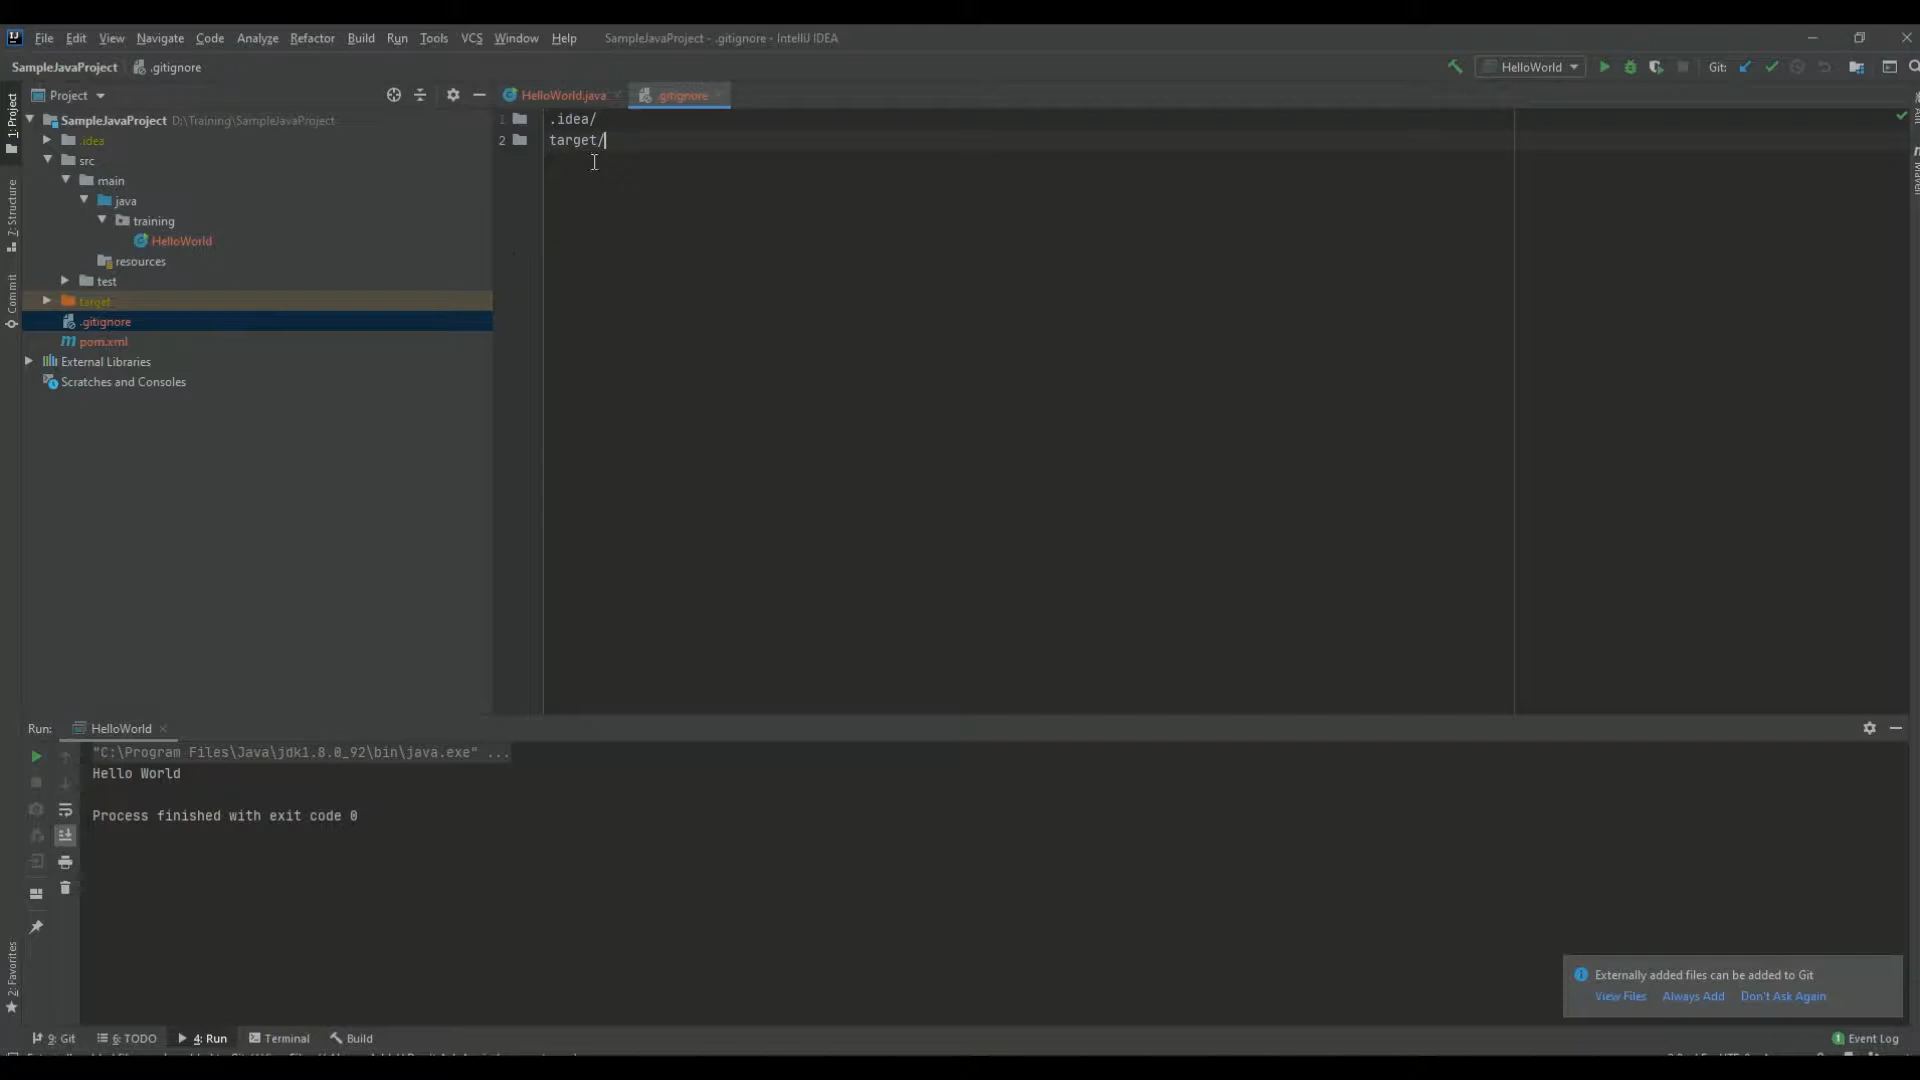 File Edit View Navigate Code Analyze Refactor Build Run Tools VCS Window Help SampleJavaProject - .gitignore - IntelliJ IDEA
SampleJavaProject .gitignore HelloWorld Git:
Project HelloWorld.java .gitignore
1: Project
SampleJavaProject D:\Training\SampleJavaProject
.idea
src
main
java
training
HelloWorld
resources
test
target
.gitignore
pom.xml
External Libraries
Scratches and Consoles
7: Structure
Commit
2: Favorites
1 .idea/
2 target/
Maven
Run: HelloWorld
"C:\Program Files\Java\jdk1.8.0_92\bin\java.exe" ...
Hello World
Process finished with exit code 0
Externally added files can be added to Git
View Files Always Add Don't Ask Again
9: Git 6: TODO 4: Run Terminal Build 1 Event Log